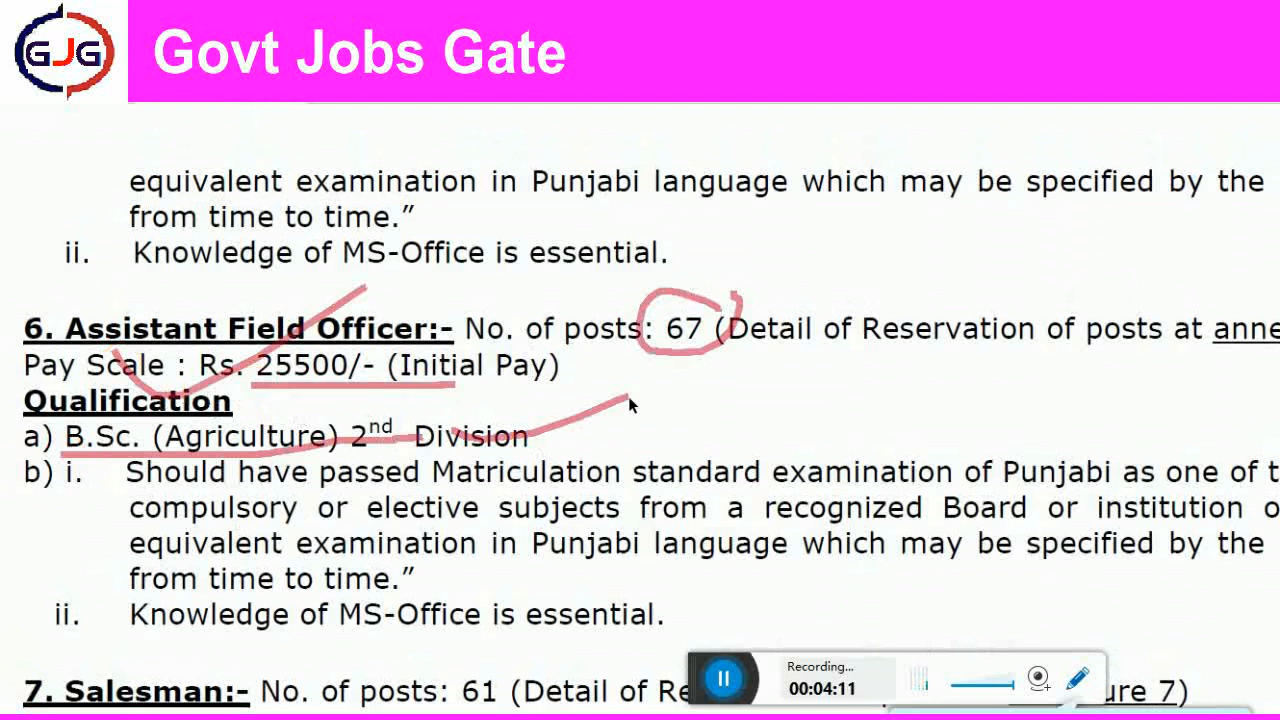 GJG
Govt Jobs Gate
equivalent examination in Punjabi language which may be specified by the
from time to time.”
ii. Knowledge of MS-Office is essential.
6. Assistant Field Officer:- No. of posts: 67 (Detail of Reservation of posts at anne
Pay Scale : Rs. 25500/- (Initial Pay)
Qualification
a) B.Sc. (Agriculture) 2nd Division
b) i. Should have passed Matriculation standard examination of Punjabi as one of t
compulsory or elective subjects from a recognized Board or institution o
equivalent examination in Punjabi language which may be specified by the
from time to time.”
ii. Knowledge of MS-Office is essential.
7. Salesman:- No. of posts: 61 (Detail of Re ure 7)
Recording...
00:04:11